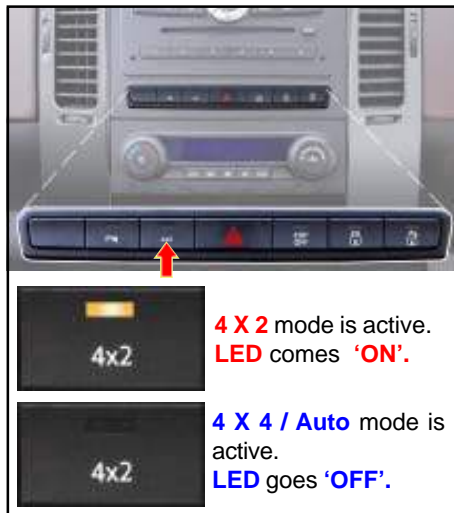 4x2
4 X 2 mode is active.
LED comes ‘ON’.
4x2
4 X 4 / Auto mode is
active.
LED goes ‘OFF’.